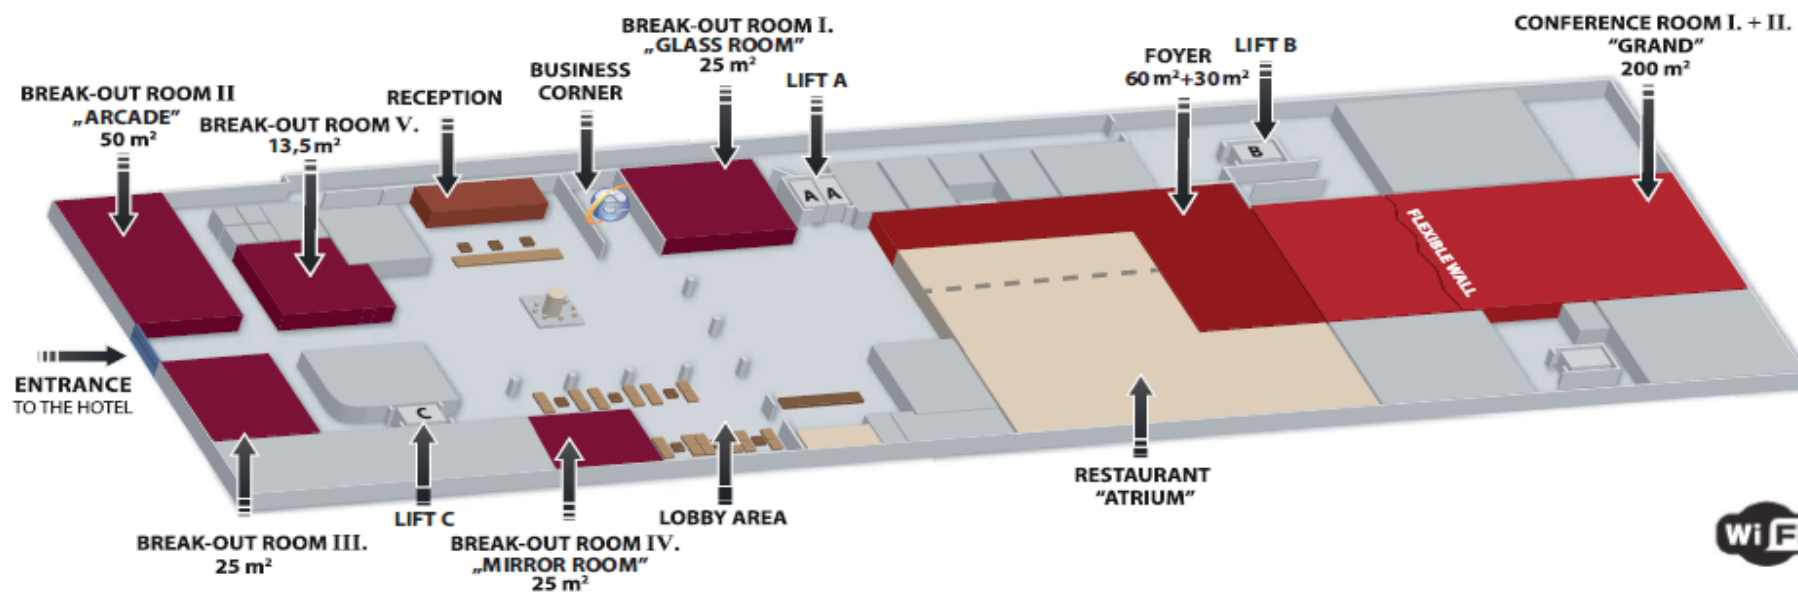 BREAK-OUT ROOM II
„ARCADE”
50 m²
BREAK-OUT ROOM V.
13,5 m²
RECEPTION
BUSINESS
CORNER
BREAK-OUT ROOM I.
„GLASS ROOM”
25 m²
LIFT A
FOYER
60 m²+30 m²
LIFT B
CONFERENCE ROOM I. + II.
“GRAND”
200 m²
A A
B
FLEXIBLE WALL
ENTRANCE
TO THE HOTEL
C
BREAK-OUT ROOM III.
25 m²
LIFT C
BREAK-OUT ROOM IV.
„MIRROR ROOM”
25 m²
LOBBY AREA
RESTAURANT
“ATRIUM”
Wi F